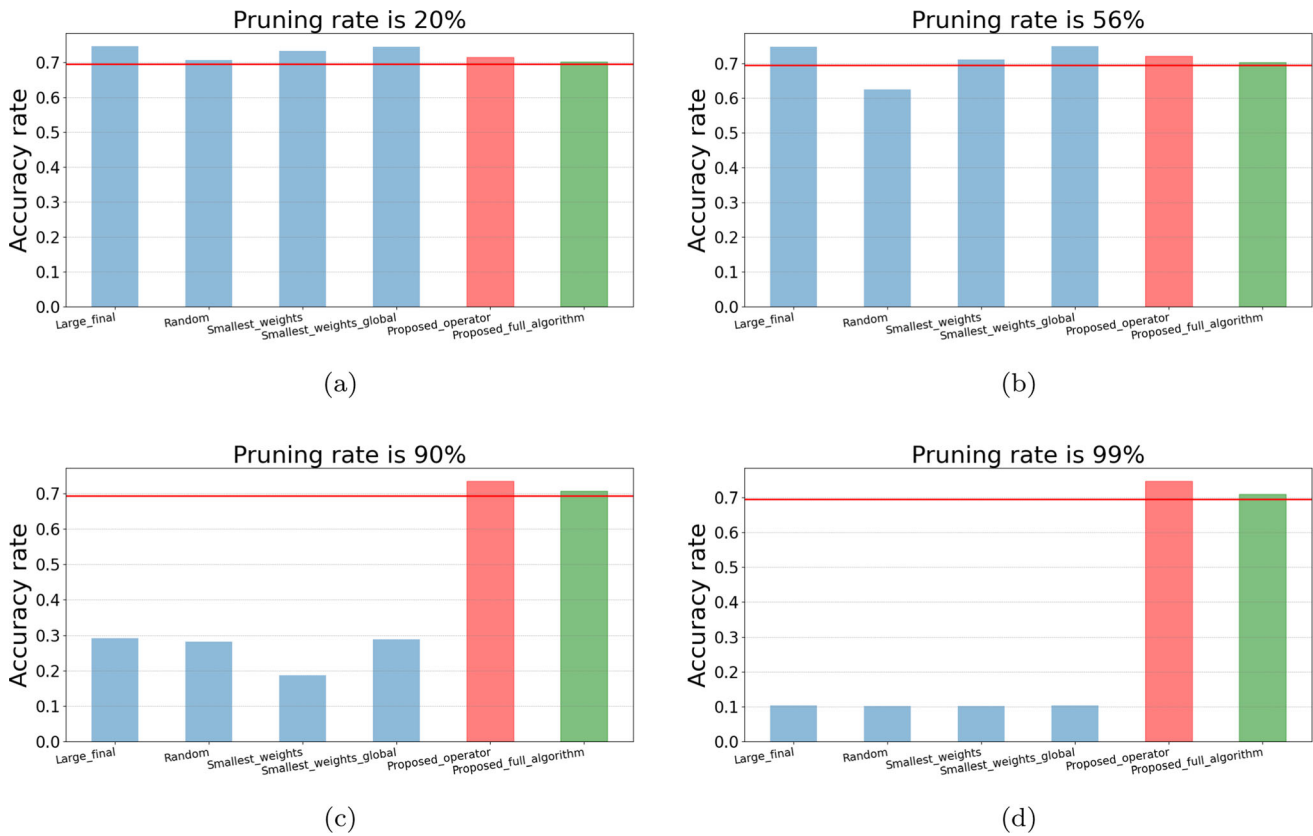 Pruning rate is 20%
Accuracy rate
0.7
0.6
0.5
0.4
0.3
0.2
0.1
0.0
Large_final
Random
Smallest_weights
Smallest_weights_global
Proposed_operator
Proposed_full_algorithm
(a)
Pruning rate is 56%
Accuracy rate
0.7
0.6
0.5
0.4
0.3
0.2
0.1
0.0
Large_final
Random
Smallest_weights
Smallest_weights_global
Proposed_operator
Proposed_full_algorithm
(b)
Pruning rate is 90%
Accuracy rate
0.7
0.6
0.5
0.4
0.3
0.2
0.1
0.0
Large_final
Random
Smallest_weights
Smallest_weights_global
Proposed_operator
Proposed_full_algorithm
(c)
Pruning rate is 99%
Accuracy rate
0.7
0.6
0.5
0.4
0.3
0.2
0.1
0.0
Large_final
Random
Smallest_weights
Smallest_weights_global
Proposed_operator
Proposed_full_algorithm
(d)